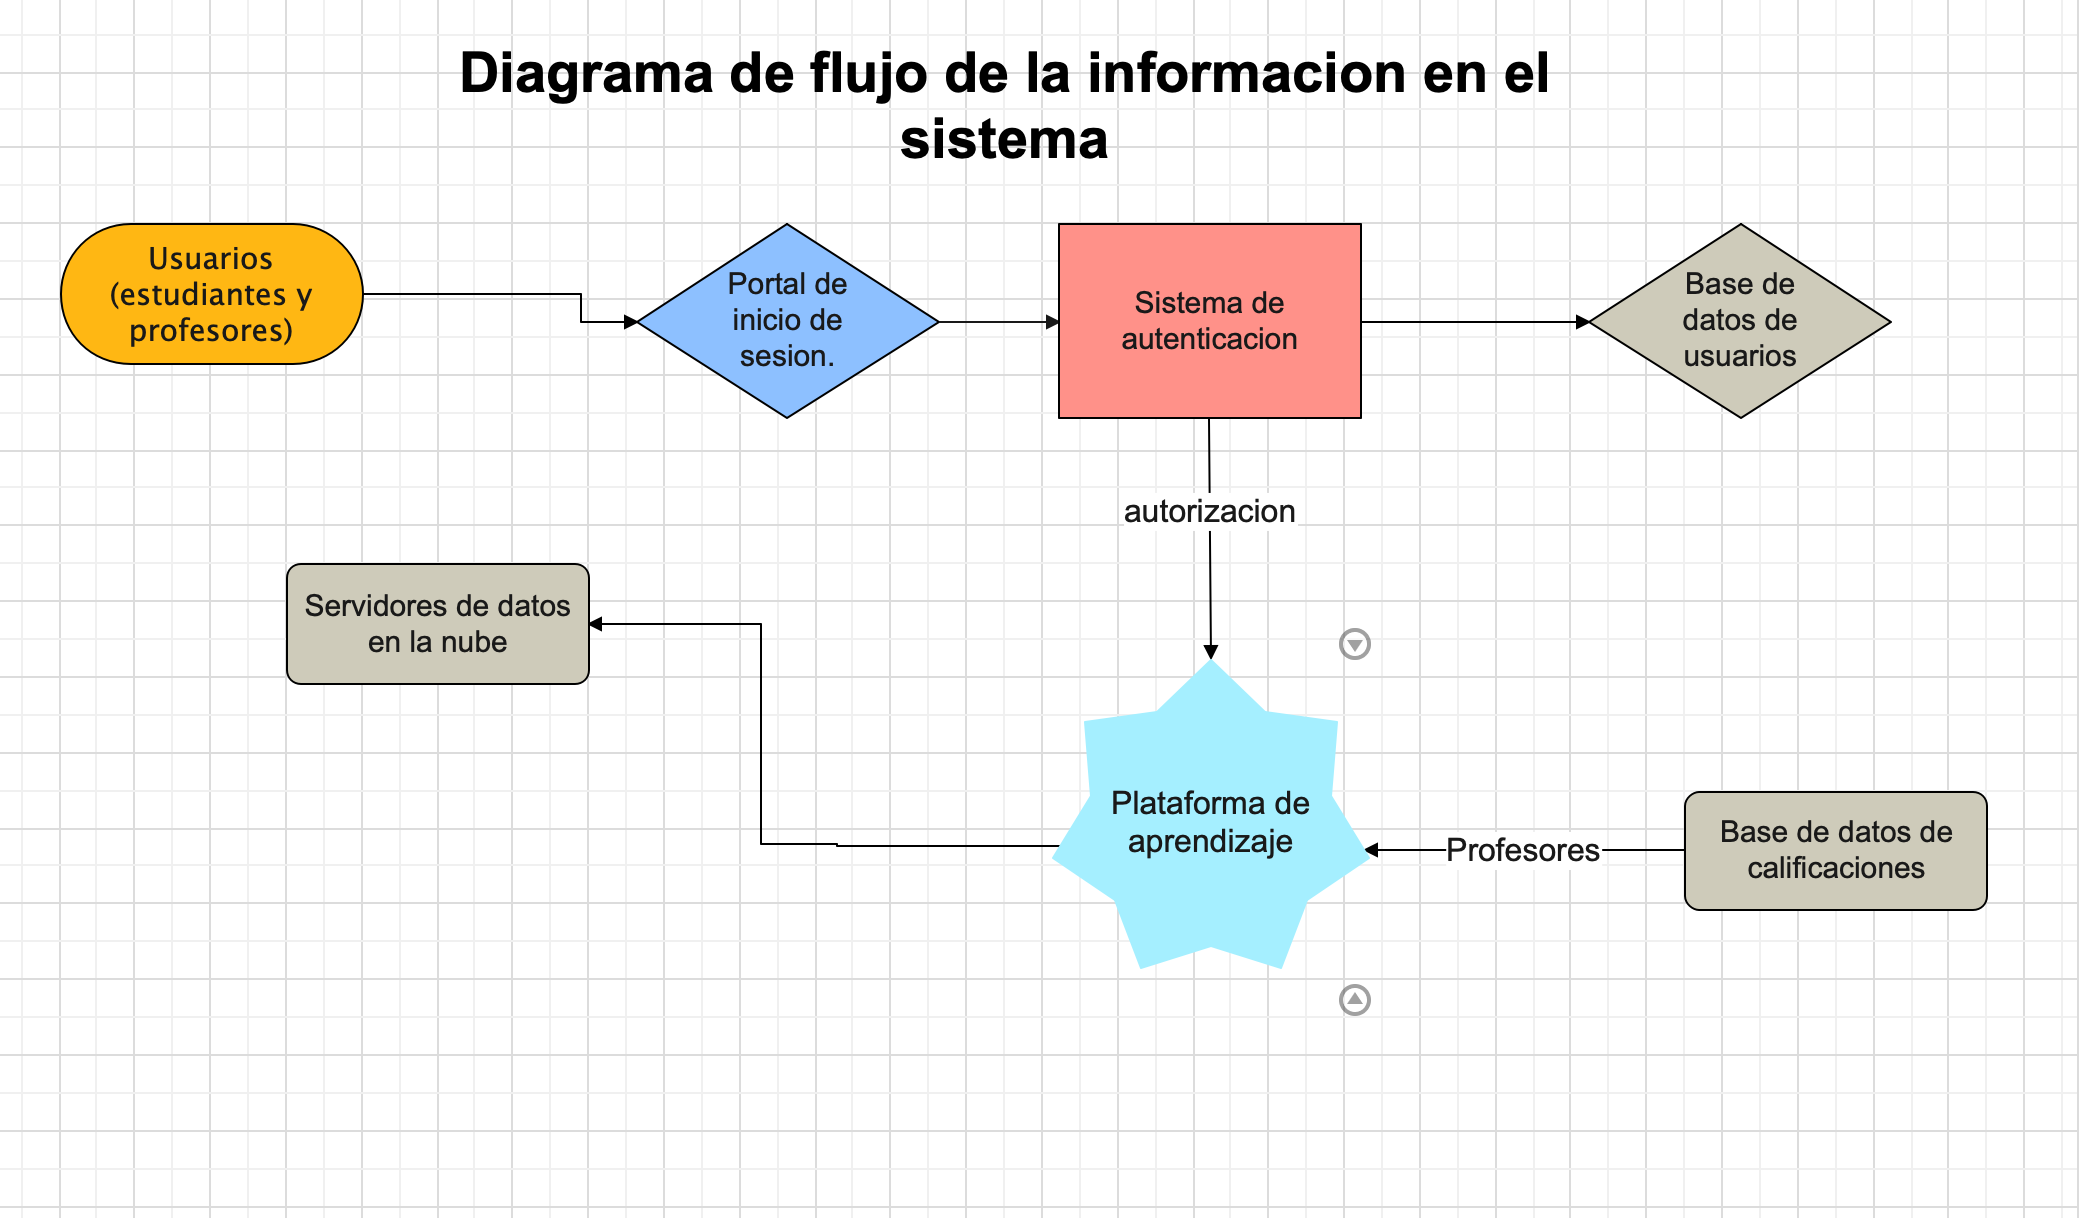 Diagrama de flujo de la informacion en el
sistema
Usuarios
(estudiantes y
profesores)
Portal de
inicio de
sesion.
Sistema de
autenticacion
Base de
datos de
usuarios
autorizacion
Servidores de datos
en la nube
Plataforma de
aprendizaje
Profesores
Base de datos de
calificaciones